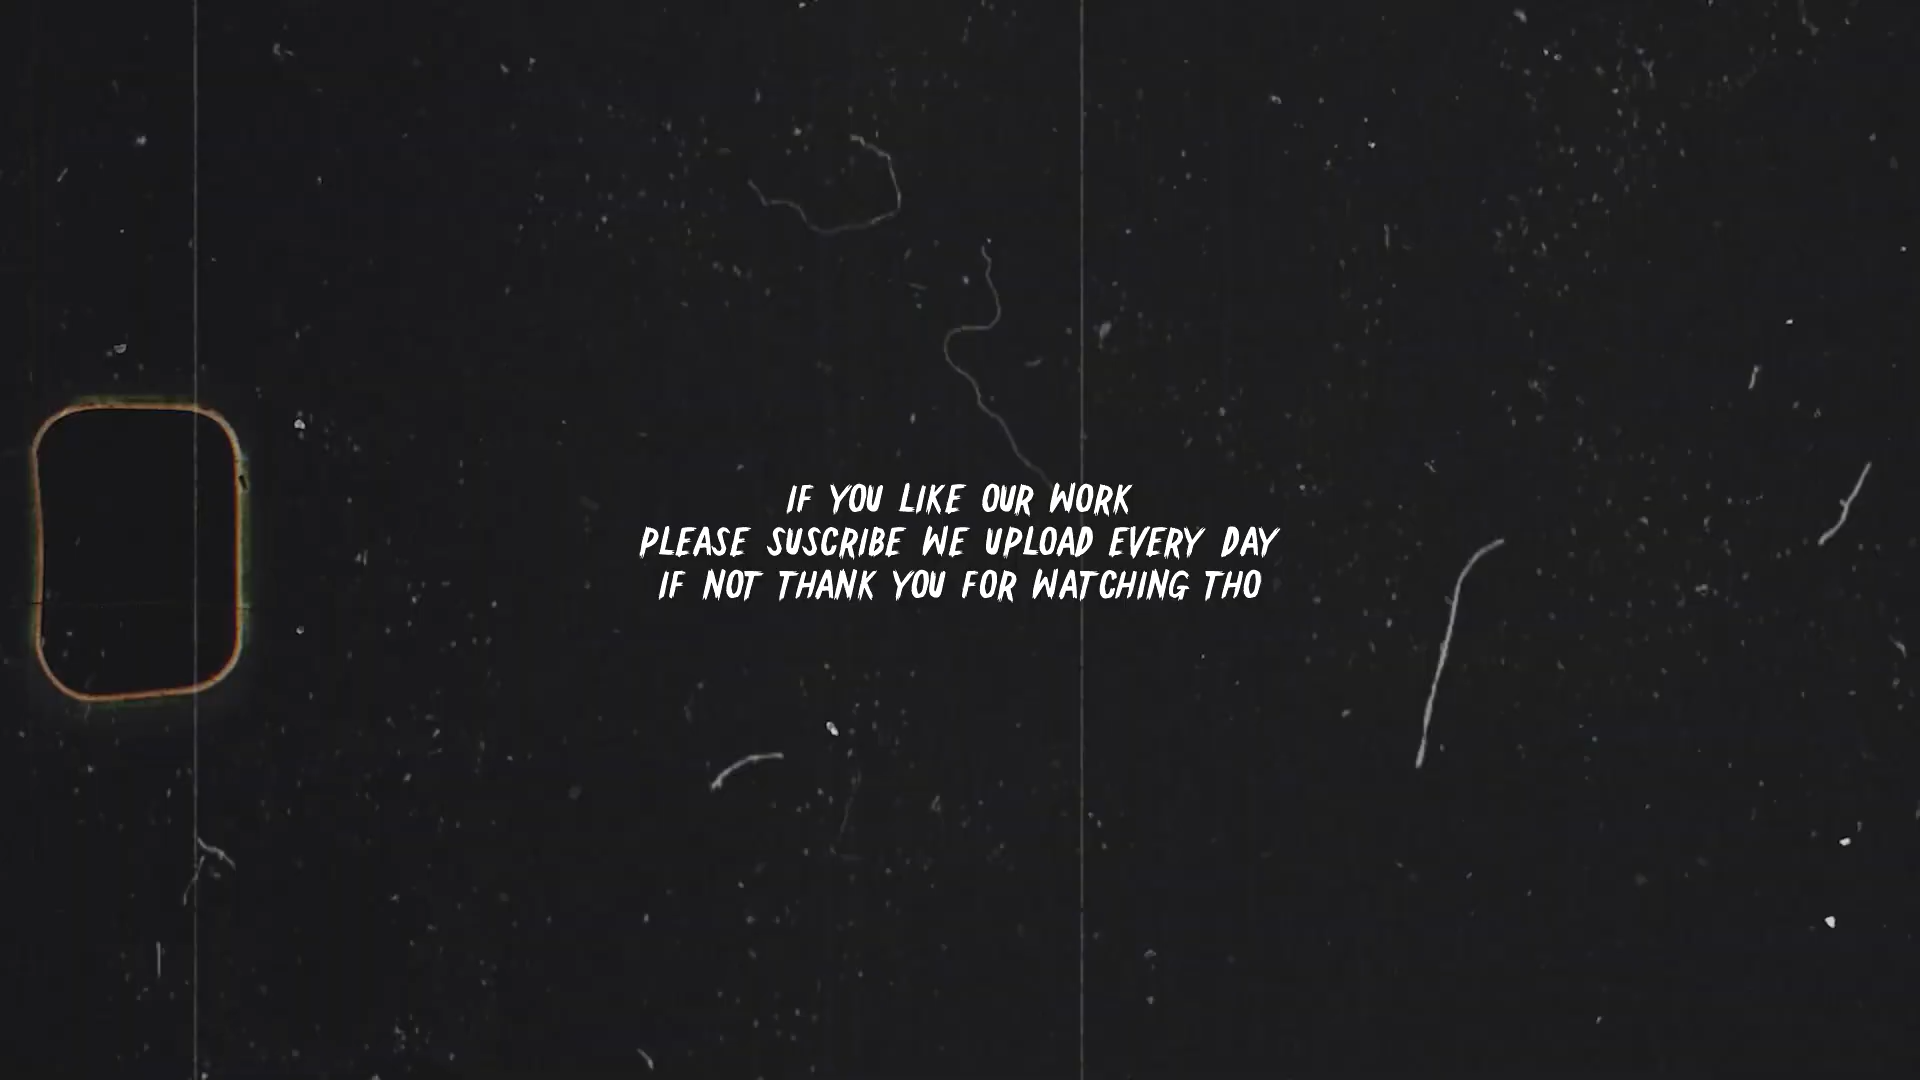 IF YOU LIKE OUR WORK
PLEASE SUSCRIBE WE UPLOAD EVERY DAY
IF NOT THANK YOU FOR WATCHING THO